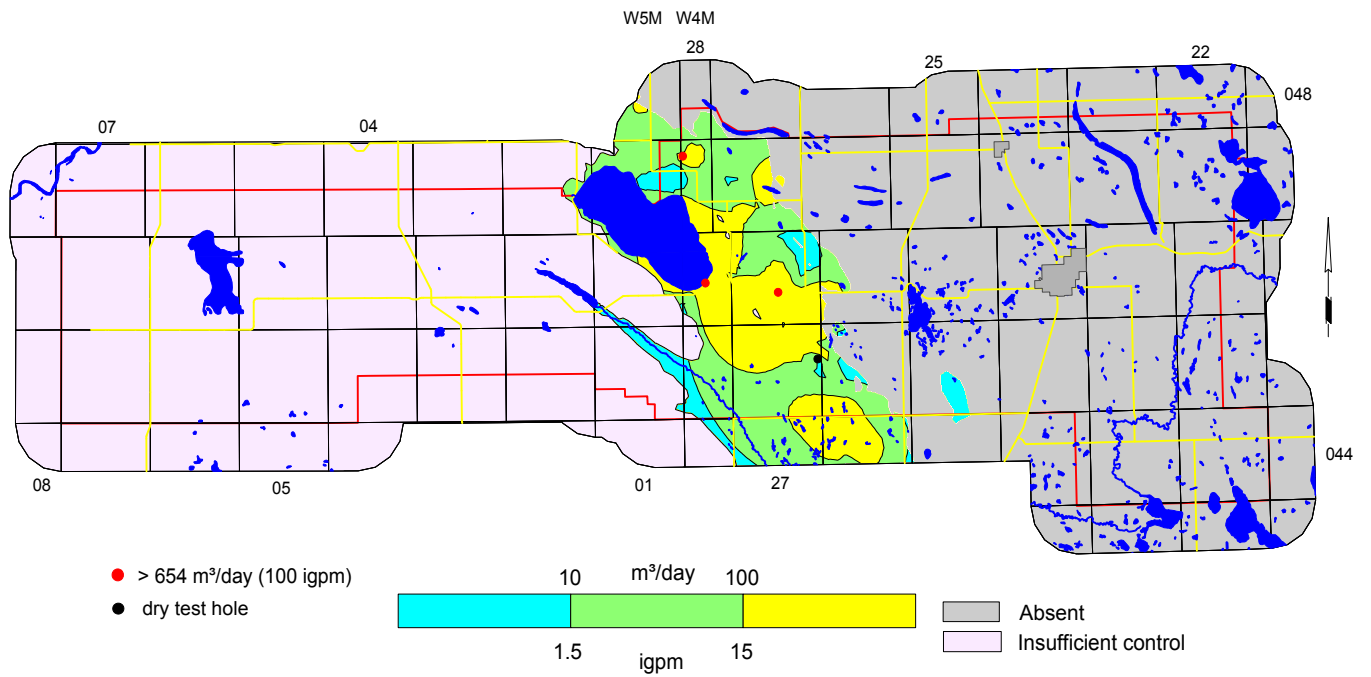 W5M W4M
28
25
22
048
07
04
044
08
05
01
27
> 654 m³/day (100 igpm)
dry test hole
10 m³/day 100
1.5 igpm 15
Absent
Insufficient control